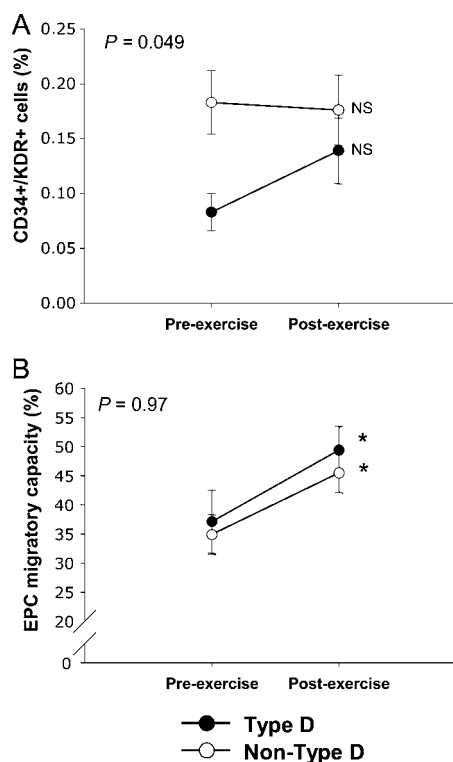 A
P = 0.049
CD34+/KDR+ cells (%)
0.25
0.20
0.15
0.10
0.05
0.00
NS
NS
Pre-exercise Post-exercise
B
P = 0.97
EPC migratory capacity (%)
60
55
50
45
40
35
30
25
20
0
*
*
Pre-exercise Post-exercise
Type D
Non-Type D